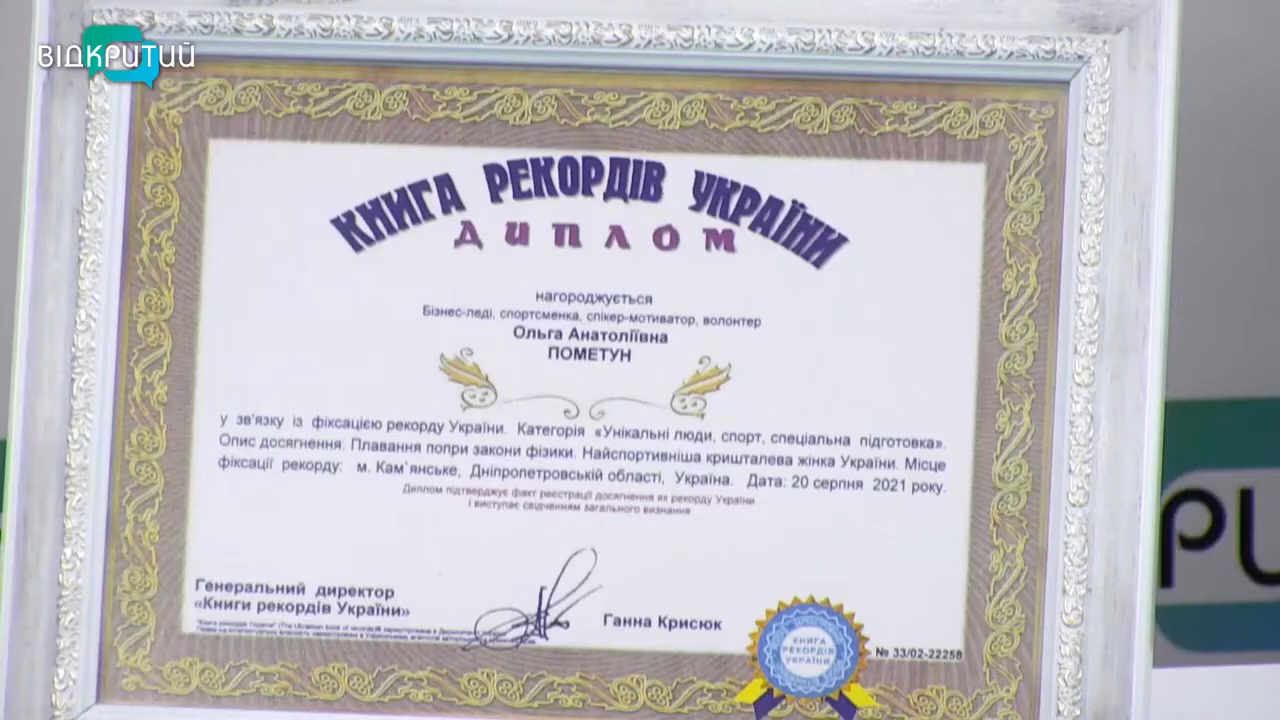 ВІДКРИТИЙ
КНИГА РЕКОРДІВ УКРАЇНИ
ДИПЛОМ
нагороджується
Бізнес-леді, спортсменка, спікер-мотиватор, волонтер
Ольга Анатоліївна
ПОМЕТУН
у зв'язку із фіксацією рекорду України. Категорія «Унікальні люди, спорт, спеціальна підготовка».
Опис досягнення: Плавання попри закони фізики. Найспортивніша кришталева жінка України. Місце
фіксації рекорду: м. Кам`янське, Дніпропетровській області, Україна. Дата: 20 серпня 2021 року.
Диплом підтверджує факт реєстрації досягнення як рекорду України
і виступає свідченням загального визнання
Генеральний директор
«Книги рекордів України»
Ганна Крисюк
КНИГА
РЕКОРДІВ
УКРАЇНИ
№ 33/02-22258